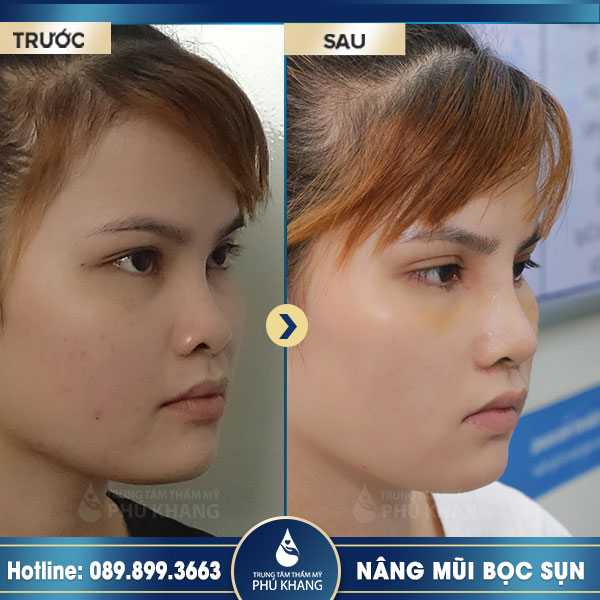 TRƯỚC
SAU
TRUNG TÂM THẨM MỸ
PHÚ KHANG
TRUNG TÂM THẨM MỸ
PHÚ KHANG
Hotline: 089.899.3663
TRUNG TÂM THẨM MỸ
PHÚ KHANG
NÂNG MŨI BỌC SỤN